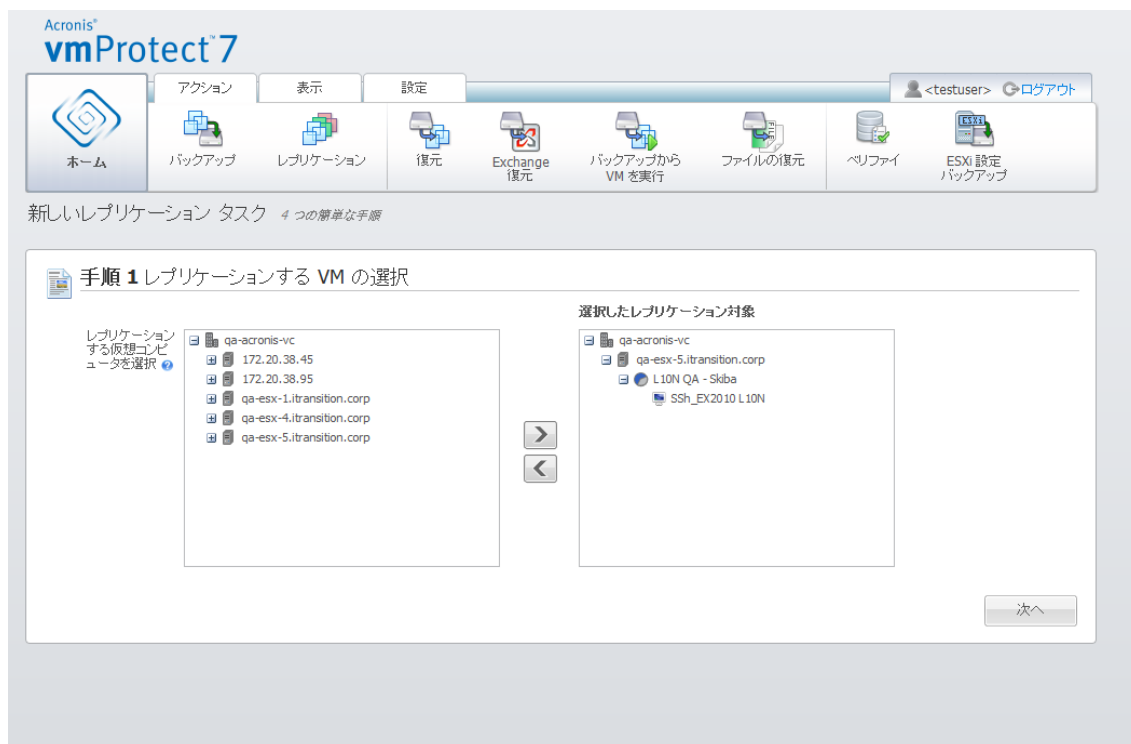 Acronis®
vmProtect™7
アクション 表示 設定
<testuser> ログアウト
ホーム
バックアップ
レプリケーション
復元
Exchange
復元
バックアップから
VM を実行
ファイルの復元
ベリファイ
ESXi 設定
バックアップ
新しいレプリケーション タスク 4 つの簡単な手順
手順 1 レプリケーションする VM の選択
レプリケーション
する仮想コンピ
ュータを選択
qa-acronis-vc
172.20.38.45
172.20.38.95
qa-esx-1.itransition.corp
qa-esx-4.itransition.corp
qa-esx-5.itransition.corp
選択したレプリケーション対象
qa-acronis-vc
qa-esx-5.itransition.corp
L10N QA - Skiba
SSh_EX2010 L10N
次へ